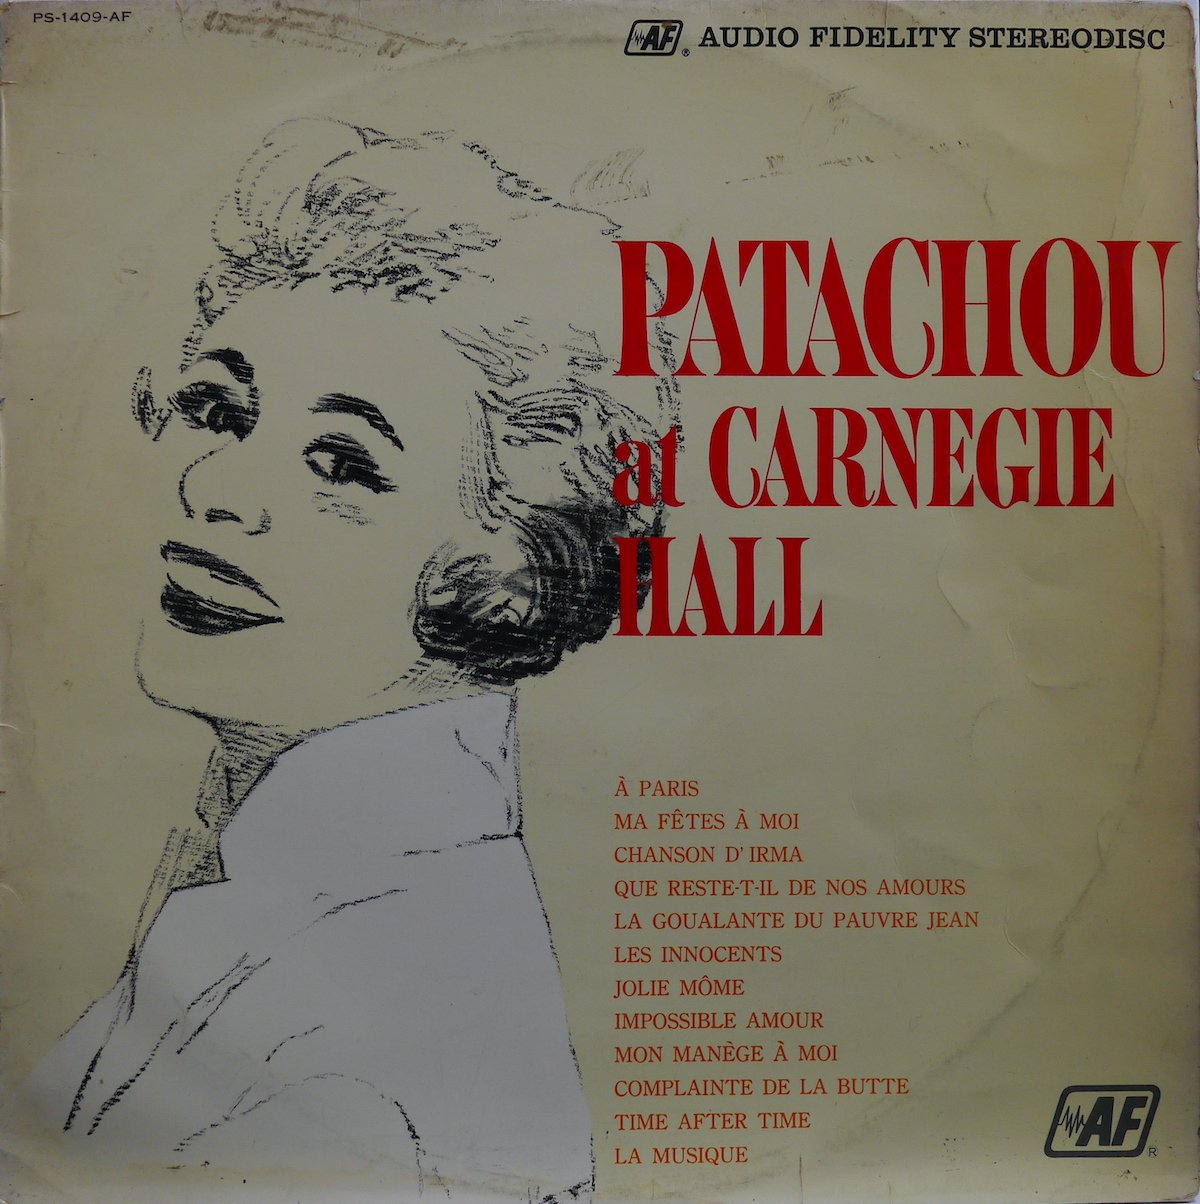 PS-1409-AF
AF® AUDIO FIDELITY STEREODISC
PATACHOU
at CARNEGIE
HALL
À PARIS
MA FÊTES À MOI
CHANSON D' IRMA
QUE RESTE-T-IL DE NOS AMOURS
LA GOUALANTE DU PAUVRE JEAN
LES INNOCENTS
JOLIE MÔME
IMPOSSIBLE AMOUR
MON MANÈGE À MOI
COMPLAINTE DE LA BUTTE
TIME AFTER TIME
LA MUSIQUE
AF®